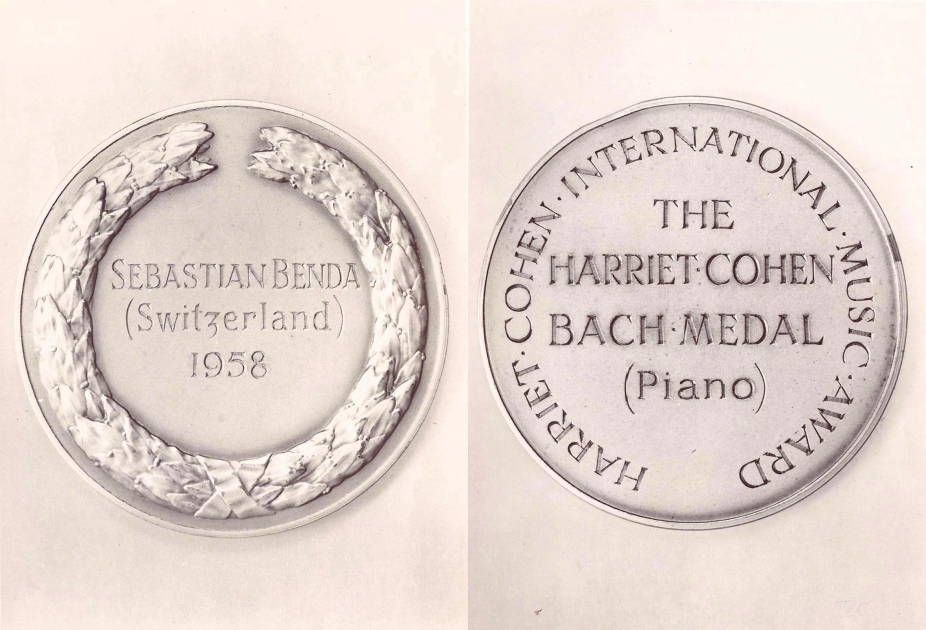 SEBASTIAN BENDA
(Switzerland)
1958
HARRIET·COHEN·INTERNATIONAL·MUSIC·AWARD
THE
HARRIET·COHEN
BACH·MEDAL
(Piano)